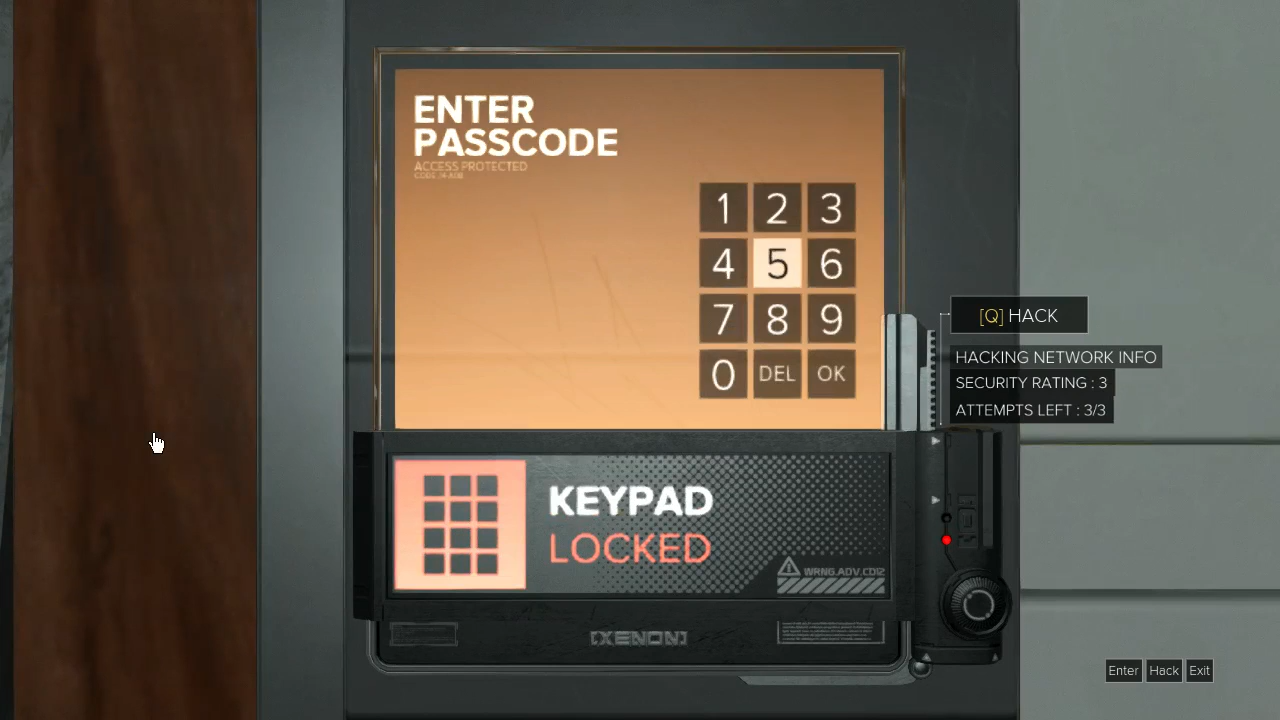 ENTER
PASSCODE
ACCESS PROTECTED
1 2 3
4 5 6
7 8 9
0 DEL OK
[Q] HACK
HACKING NETWORK INFO
SECURITY RATING : 3
ATTEMPTS LEFT : 3/3
KEYPAD
LOCKED
WRNG.ADV.CD12
[XENON]
Enter Hack Exit